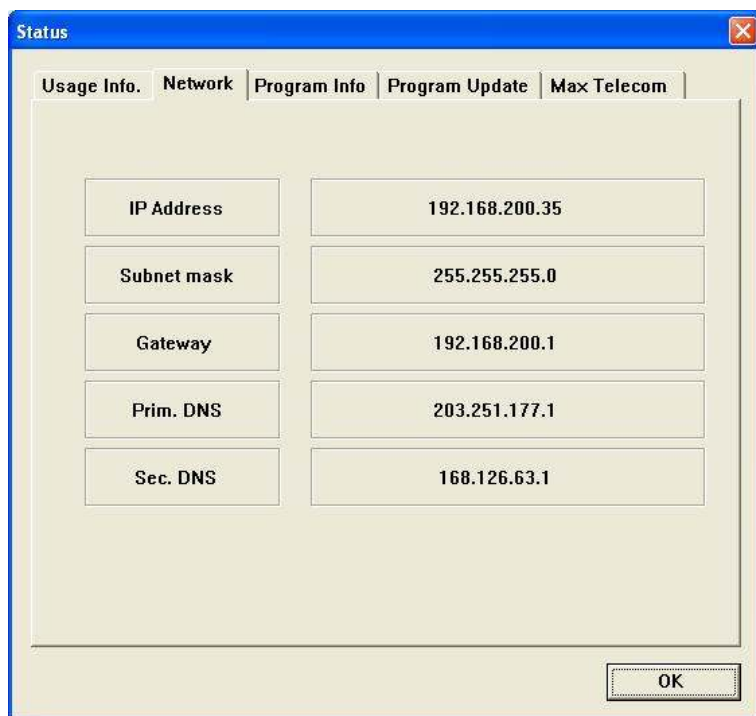 Status
Usage Info. Network Program Info Program Update Max Telecom
IP Address 192.168.200.35
Subnet mask 255.255.255.0
Gateway 192.168.200.1
Prim. DNS 203.251.177.1
Sec. DNS 168.126.63.1
OK